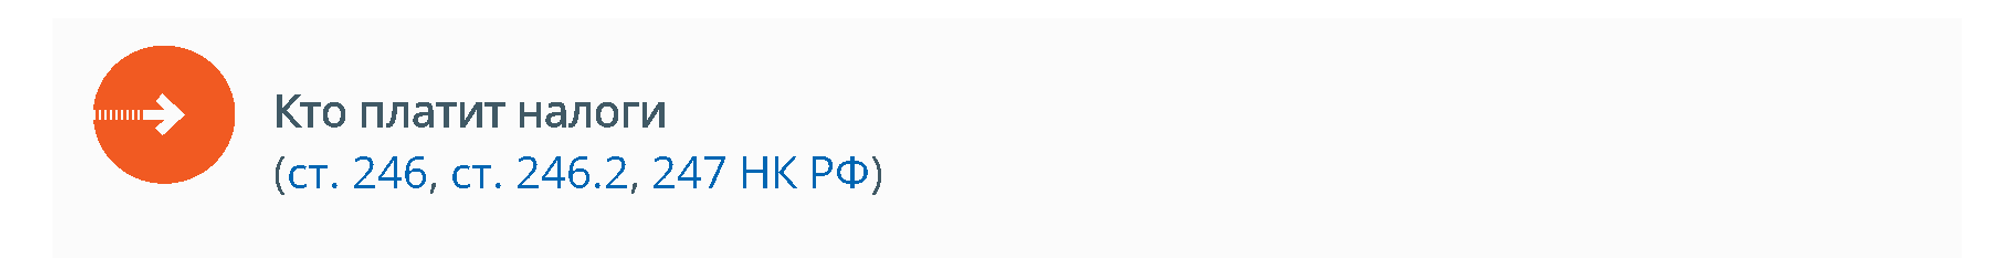 Кто платит налоги
(ст. 246, ст. 246.2, 247 НК РФ)